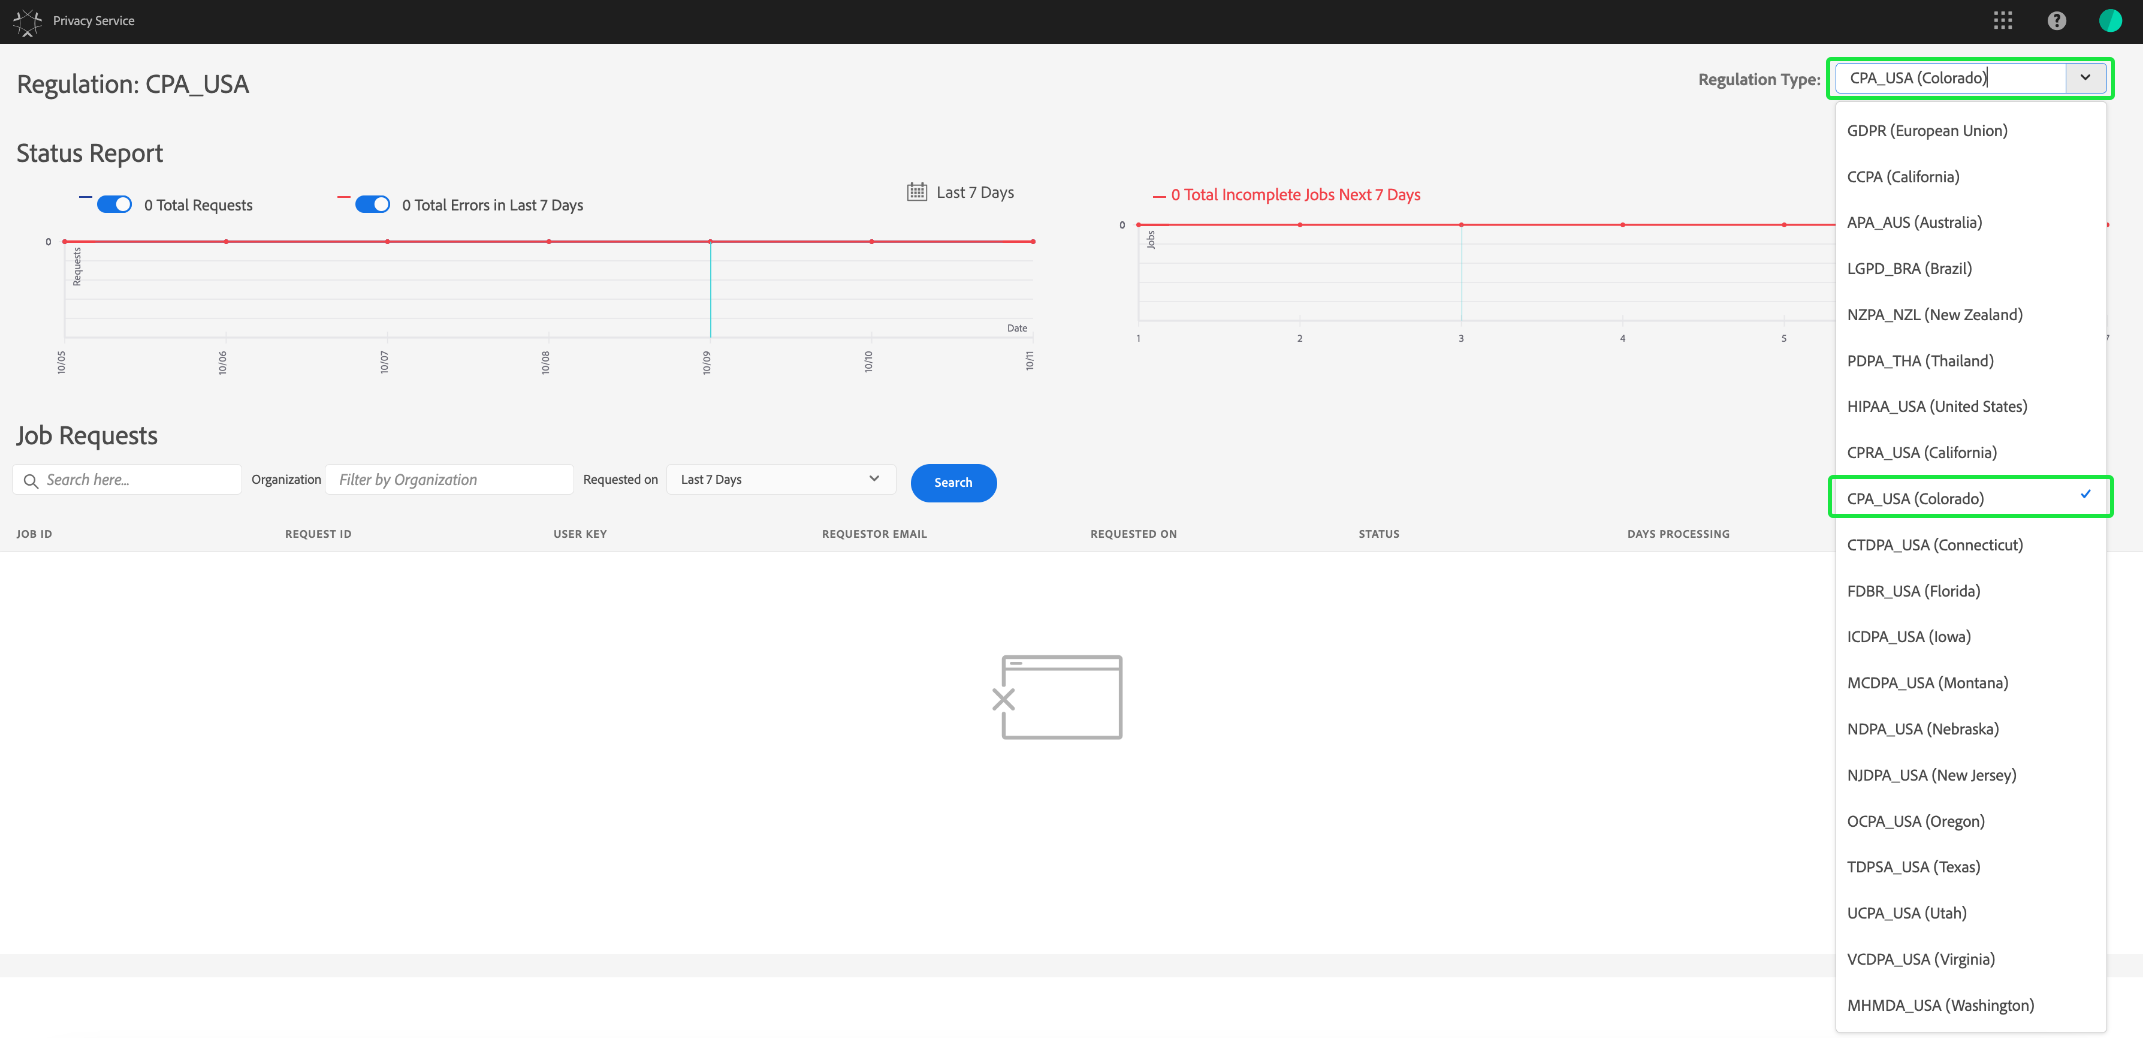 Privacy Service
?
Regulation: CPA_USA
Regulation Type:
CPA_USA (Colorado)
GDPR (European Union)
CCPA (California)
APA_AUS (Australia)
LGPD_BRA (Brazil)
NZPA_NZL (New Zealand)
PDPA_THA (Thailand)
HIPAA_USA (United States)
CPRA_USA (California)
CPA_USA (Colorado)
CTDPA_USA (Connecticut)
FDBR_USA (Florida)
ICDPA_USA (Iowa)
MCDPA_USA (Montana)
NDPA_USA (Nebraska)
NJDPA_USA (New Jersey)
OCPA_USA (Oregon)
TDPSA_USA (Texas)
UCPA_USA (Utah)
VCDPA_USA (Virginia)
MHMDA_USA (Washington)
Status Report
0 Total Requests
0 Total Errors in Last 7 Days
Last 7 Days
0
Requests
Date
10/05 10/06 10/07 10/08 10/09 10/10 10/11
0 Total Incomplete Jobs Next 7 Days
0
Jobs
1 2 3 4 5 7
Job Requests
Search here...
Organization
Filter by Organization
Requested on
Last 7 Days
Search
JOB ID REQUEST ID USER KEY REQUESTOR EMAIL REQUESTED ON STATUS DAYS PROCESSING